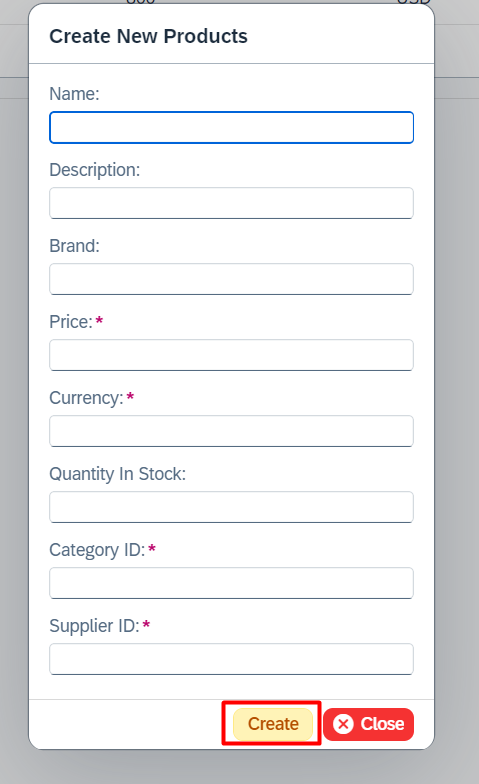 Create New Products
Name:
Description:
Brand:
Price:*
Currency:*
Quantity In Stock:
Category ID:*
Supplier ID:*
Create
Close